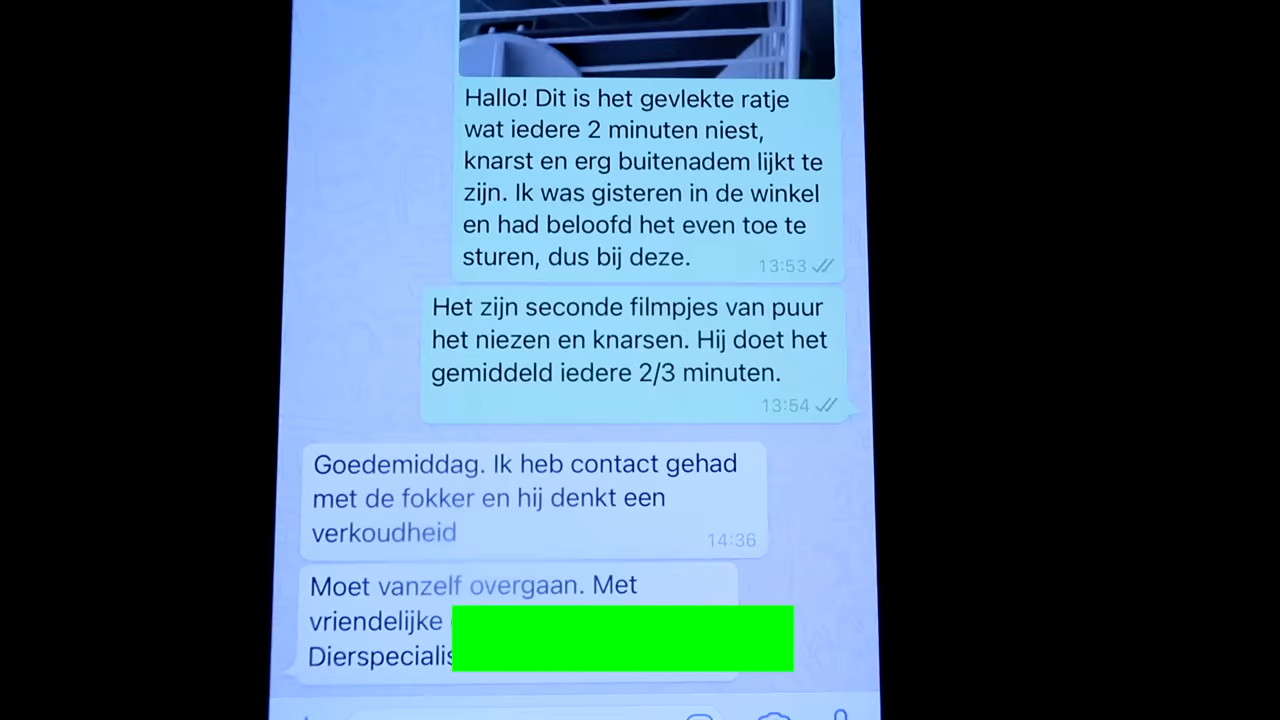 Hallo! Dit is het gevlekte ratje
wat iedere 2 minuten niest,
knarst en erg buitenadem lijkt te
zijn. Ik was gisteren in de winkel
en had beloofd het even toe te
sturen, dus bij deze.
13:53
Het zijn seconde filmpjes van puur
het niezen en knarsen. Hij doet het
gemiddeld iedere 2/3 minuten.
13:54
Goedemiddag. Ik heb contact gehad
met de fokker en hij denkt een
verkoudheid
14:36
Moet vanzelf overgaan. Met
vriendelijke